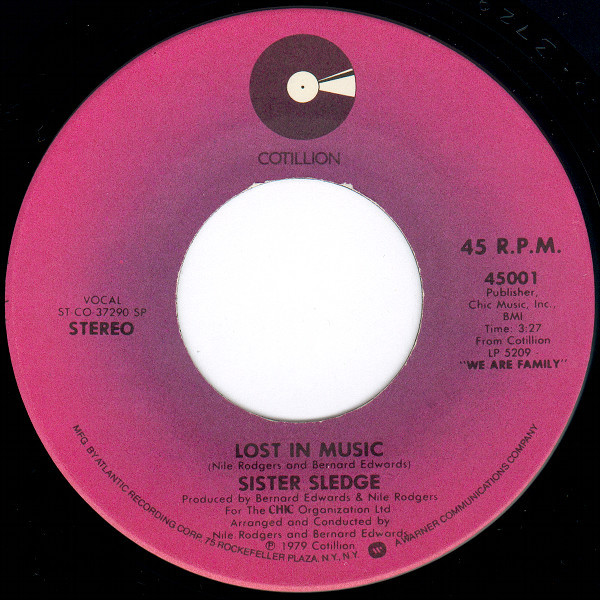 COTILLION
45 R.P.M.
45001
Publisher,
Chic Music, Inc.,
BMI
Time: 3:27
From Cotillion
LP 5209
"WE ARE FAMILY"
VOCAL
ST-CO-37290 SP
STEREO
LOST IN MUSIC
(Nile Rodgers and Bernard Edwards)
SISTER SLEDGE
Produced by Bernard Edwards & Nile Rodgers
For The CHIC Organization Ltd
Arranged and Conducted by
Nile Rodgers and Bernard Edwards
℗ 1979 Cotillion
MFG. BY ATLANTIC RECORDING CORP. 75 ROCKEFELLER PLAZA, N.Y. N.Y.
A WARNER COMMUNICATIONS COMPANY